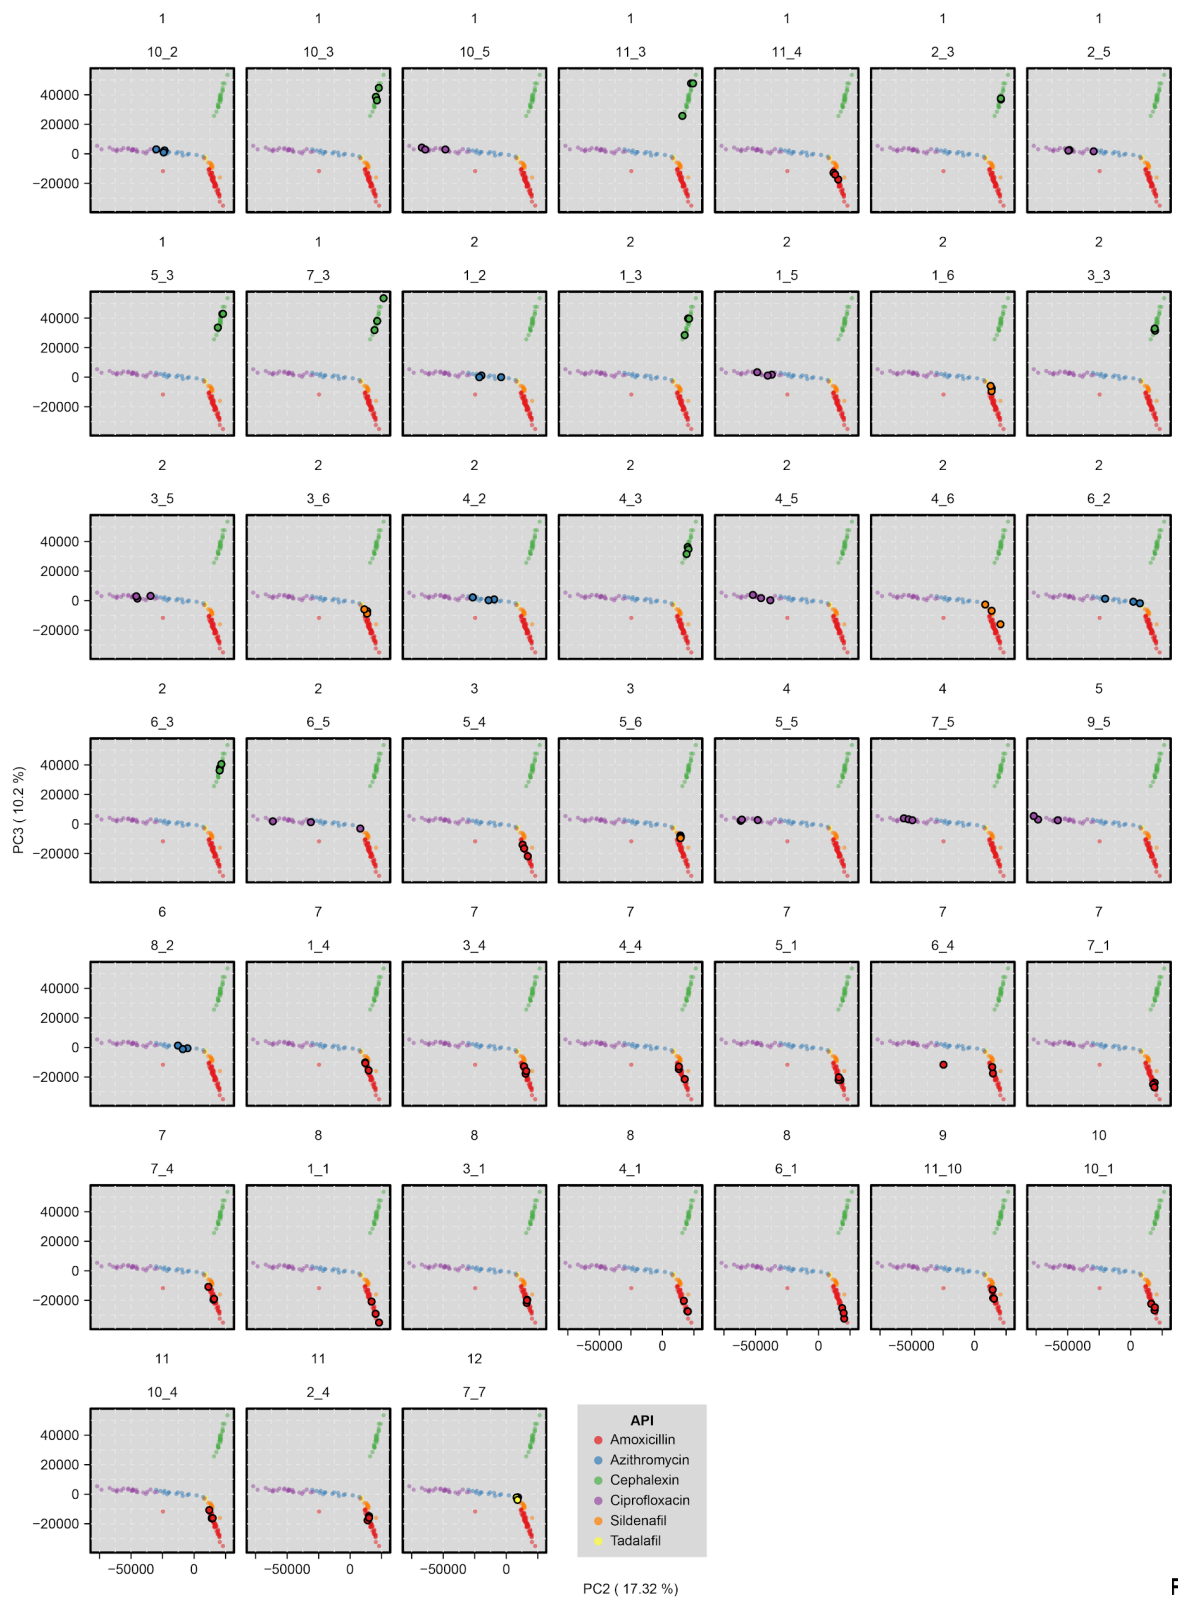 1 1 1 1 1 1 1
10_2 10_3 10_5 11_3 11_4 2_3 2_5
40000
20000
0
−20000
1 1 2 2 2 2 2
5_3 7_3 1_2 1_3 1_5 1_6 3_3
40000
20000
0
−20000
2 2 2 2 2 2 2
3_5 3_6 4_2 4_3 4_5 4_6 6_2
40000
20000
0
−20000
2 2 3 3 4 4 5
6_3 6_5 5_4 5_6 5_5 7_5 9_5
40000
20000
0
−20000
PC3 ( 10.2 %)
6 7 7 7 7 7 7
8_2 1_4 3_4 4_4 5_1 6_4 7_1
40000
20000
0
−20000
7 8 8 8 8 9 10
7_4 1_1 3_1 4_1 6_1 11_10 10_1
40000
20000
0
−20000
−50000 0 −50000 0 −50000 0 −50000 0
11 11 12
10_4 2_4 7_7
40000
20000
0
−20000
−50000 0 −50000 0 −50000 0
API
Amoxicillin
Azithromycin
Cephalexin
Ciprofloxacin
Sildenafil
Tadalafil
PC2 ( 17.32 %)